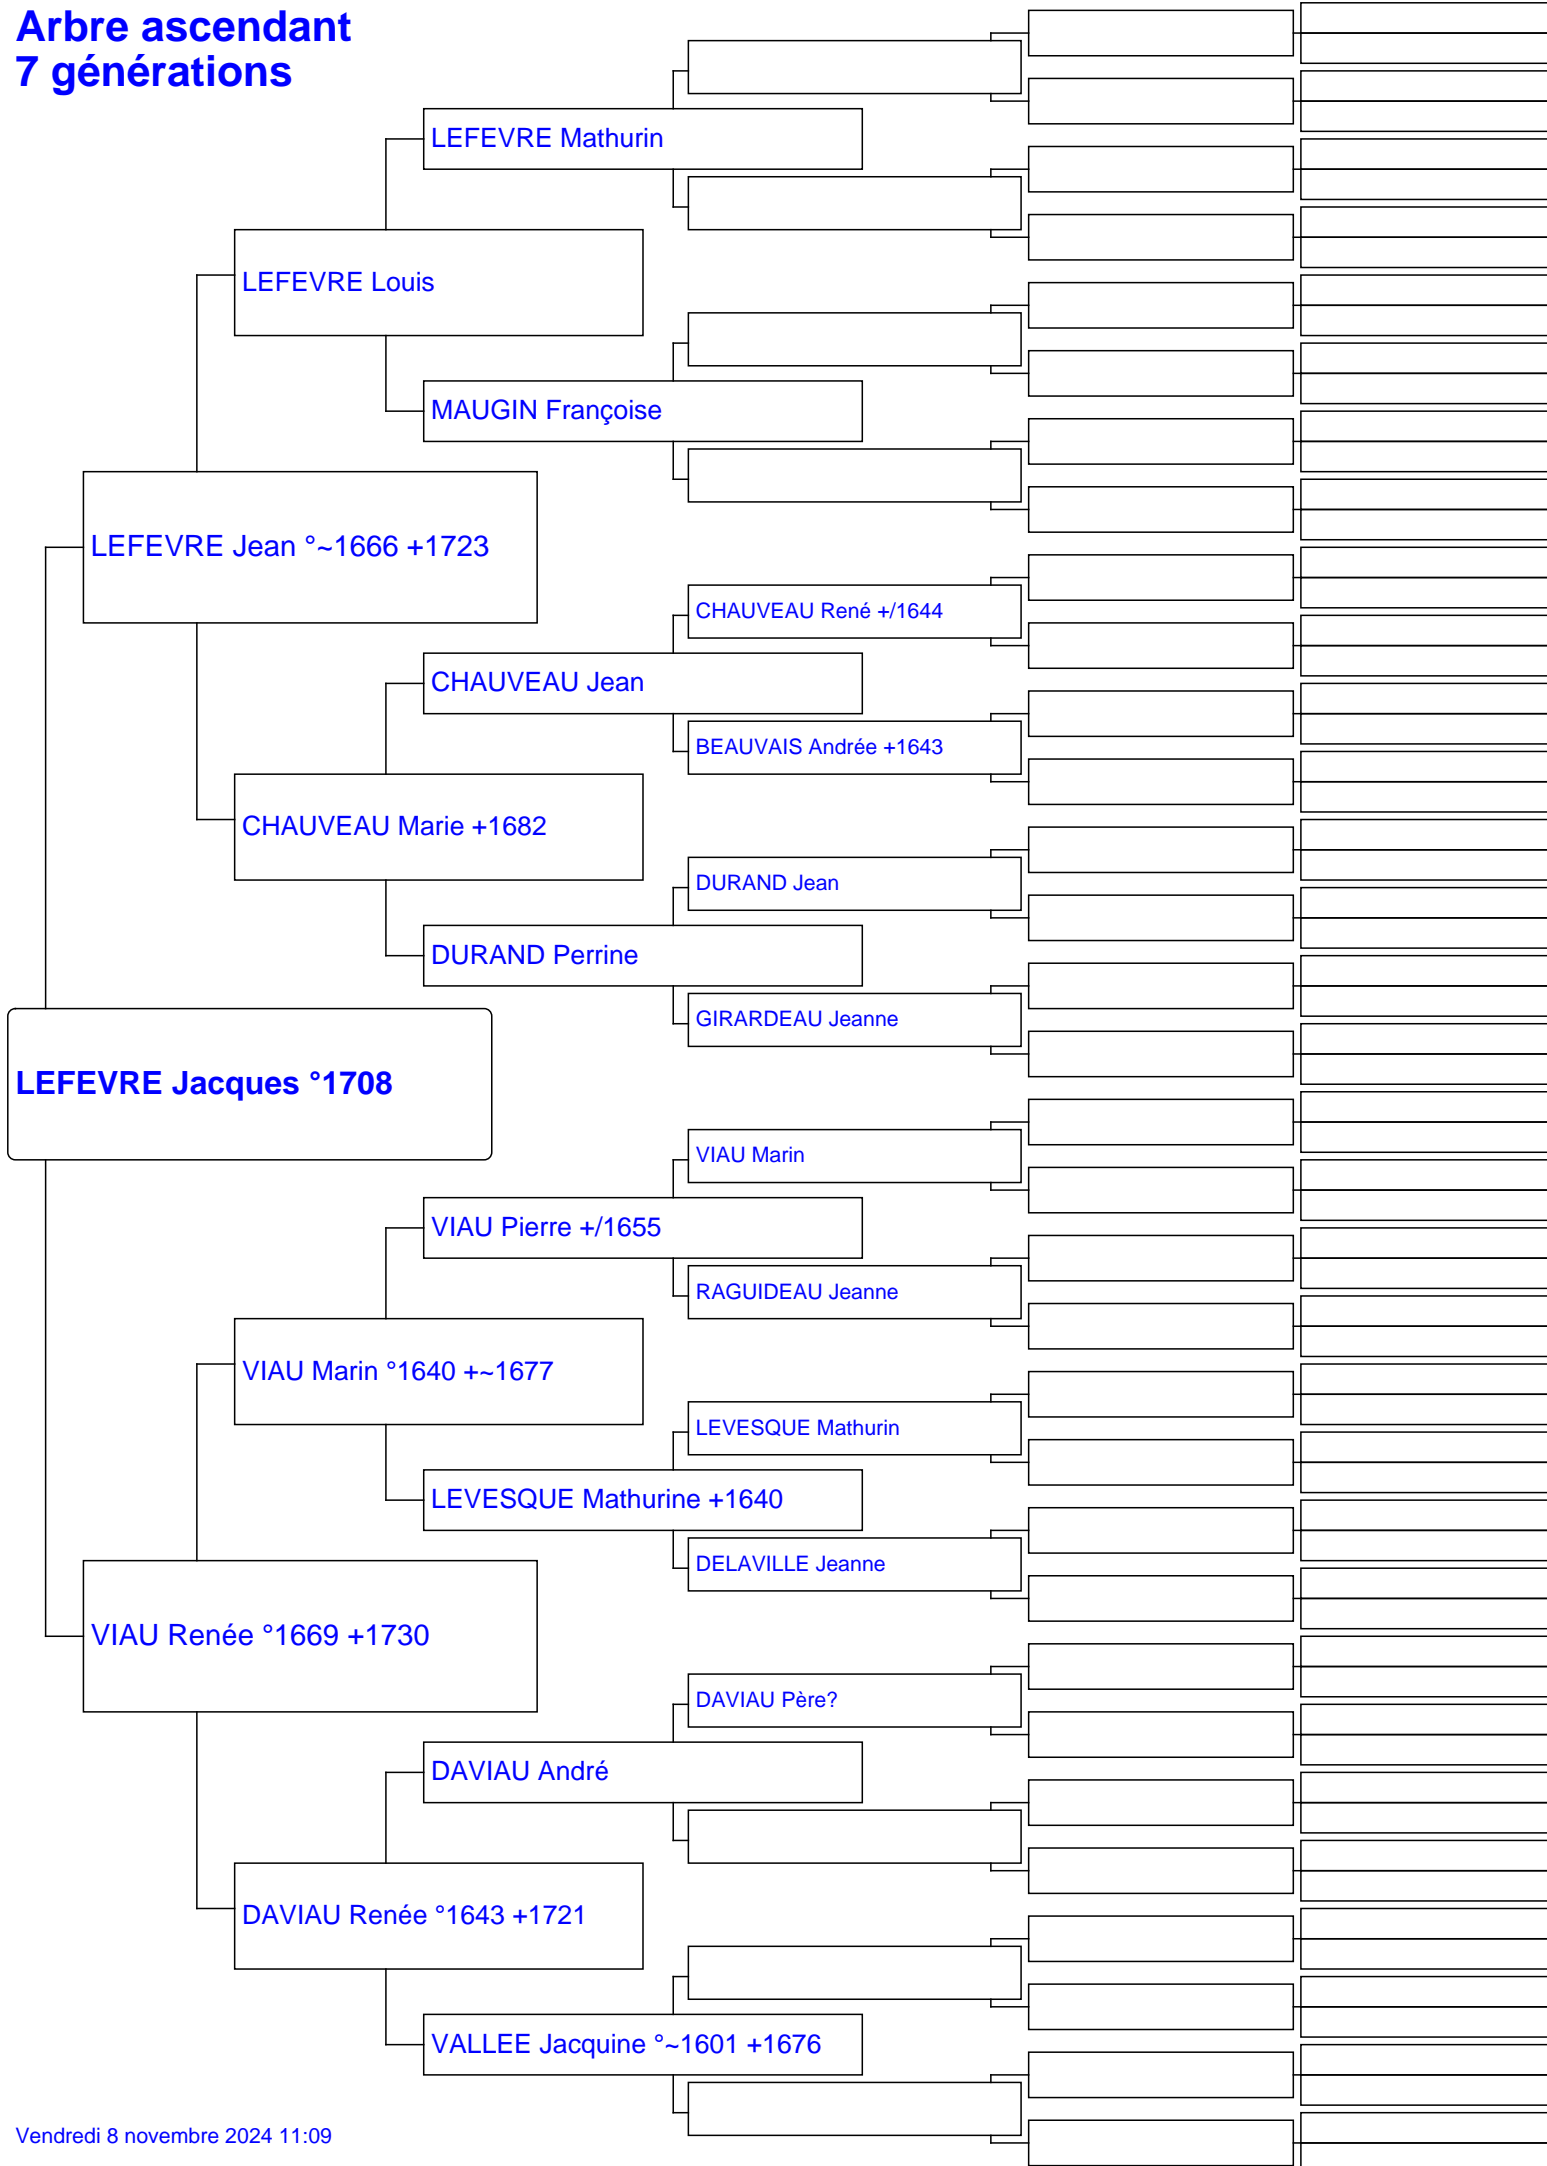 Arbre ascendant
7 générations
LEFEVRE Mathurin
LEFEVRE Louis
MAUGIN Françoise
LEFEVRE Jean °~1666 +1723
CHAUVEAU René +/1644
CHAUVEAU Jean
BEAUVAIS Andrée +1643
CHAUVEAU Marie +1682
DURAND Jean
DURAND Perrine
GIRARDEAU Jeanne
LEFEVRE Jacques °1708
VIAU Marin
VIAU Pierre +/1655
RAGUIDEAU Jeanne
VIAU Marin °1640 +~1677
LEVESQUE Mathurin
LEVESQUE Mathurine +1640
DELAVILLE Jeanne
VIAU Renée °1669 +1730
DAVIAU Père?
DAVIAU André
DAVIAU Renée °1643 +1721
VALLEE Jacquine °~1601 +1676
Vendredi 8 novembre 2024 11:09